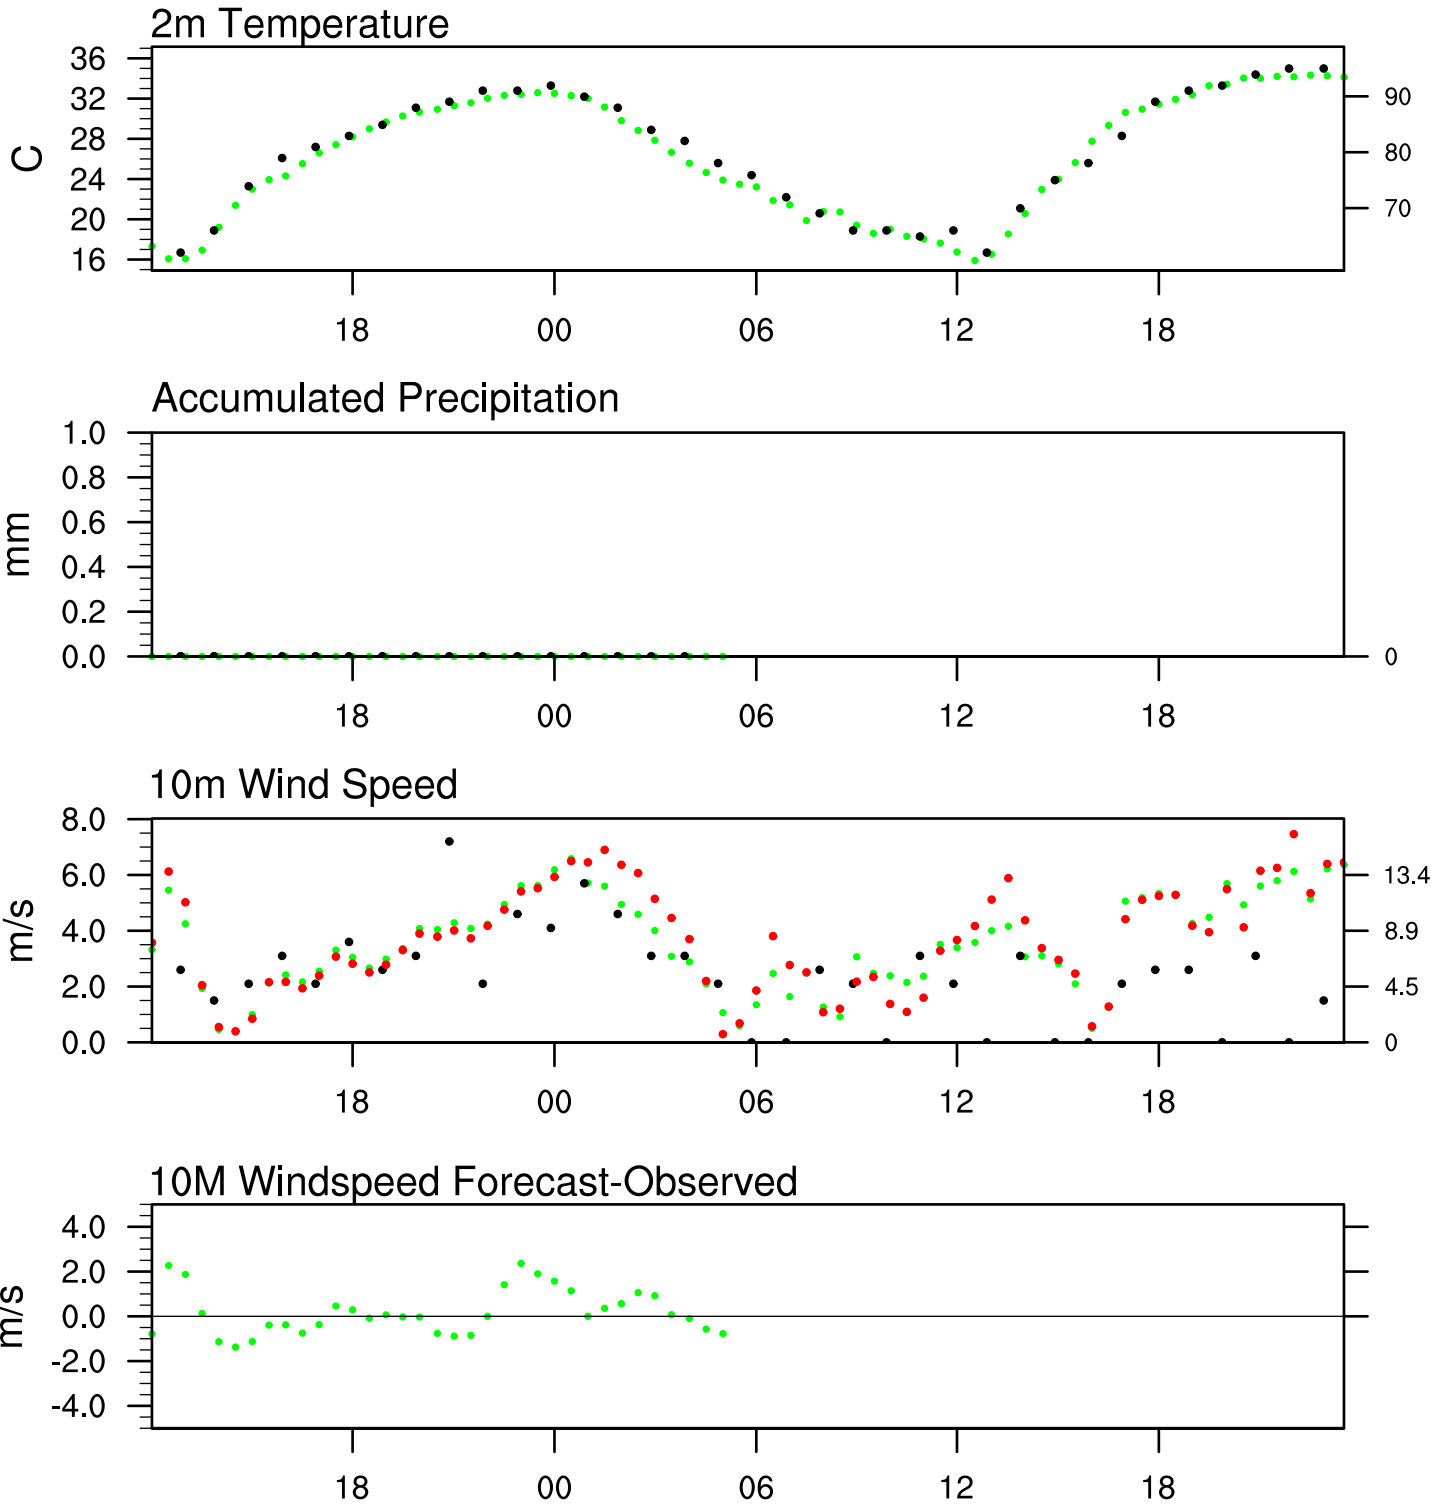 2m Temperature
36
32
28
24
20
16
C
90
80
70
18 00 06 12 18
Accumulated Precipitation
1.0
0.8
0.6
0.4
0.2
0.0
mm
0
18 00 06 12 18
10m Wind Speed
8.0
6.0
4.0
2.0
0.0
m/s
13.4
8.9
4.5
0
18 00 06 12 18
10M Windspeed Forecast-Observed
4.0
2.0
0.0
-2.0
-4.0
m/s
18 00 06 12 18